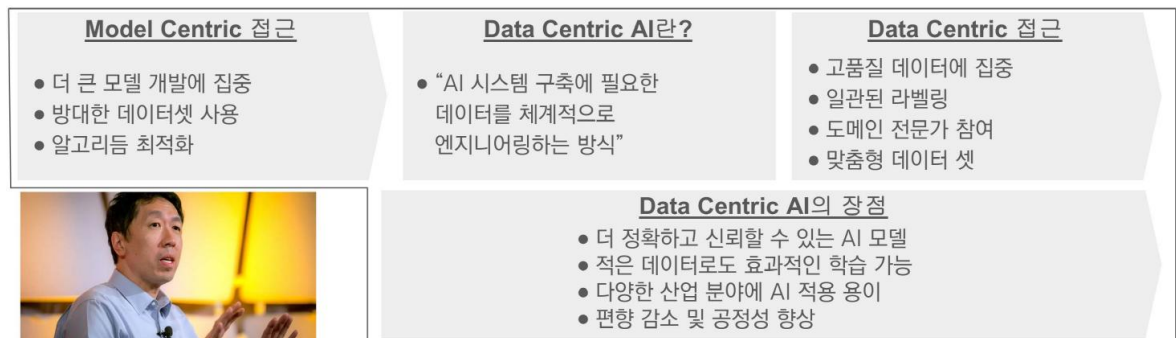 Model Centric 접근
● 더 큰 모델 개발에 집중
● 방대한 데이터셋 사용
● 알고리듬 최적화
Data Centric AI란?
● “AI 시스템 구축에 필요한
데이터를 체계적으로
엔지니어링하는 방식”
Data Centric 접근
● 고품질 데이터에 집중
● 일관된 라벨링
● 도메인 전문가 참여
● 맞춤형 데이터 셋
Data Centric AI의 장점
● 더 정확하고 신뢰할 수 있는 AI 모델
● 적은 데이터로도 효과적인 학습 가능
● 다양한 산업 분야에 AI 적용 용이
● 편향 감소 및 공정성 향상